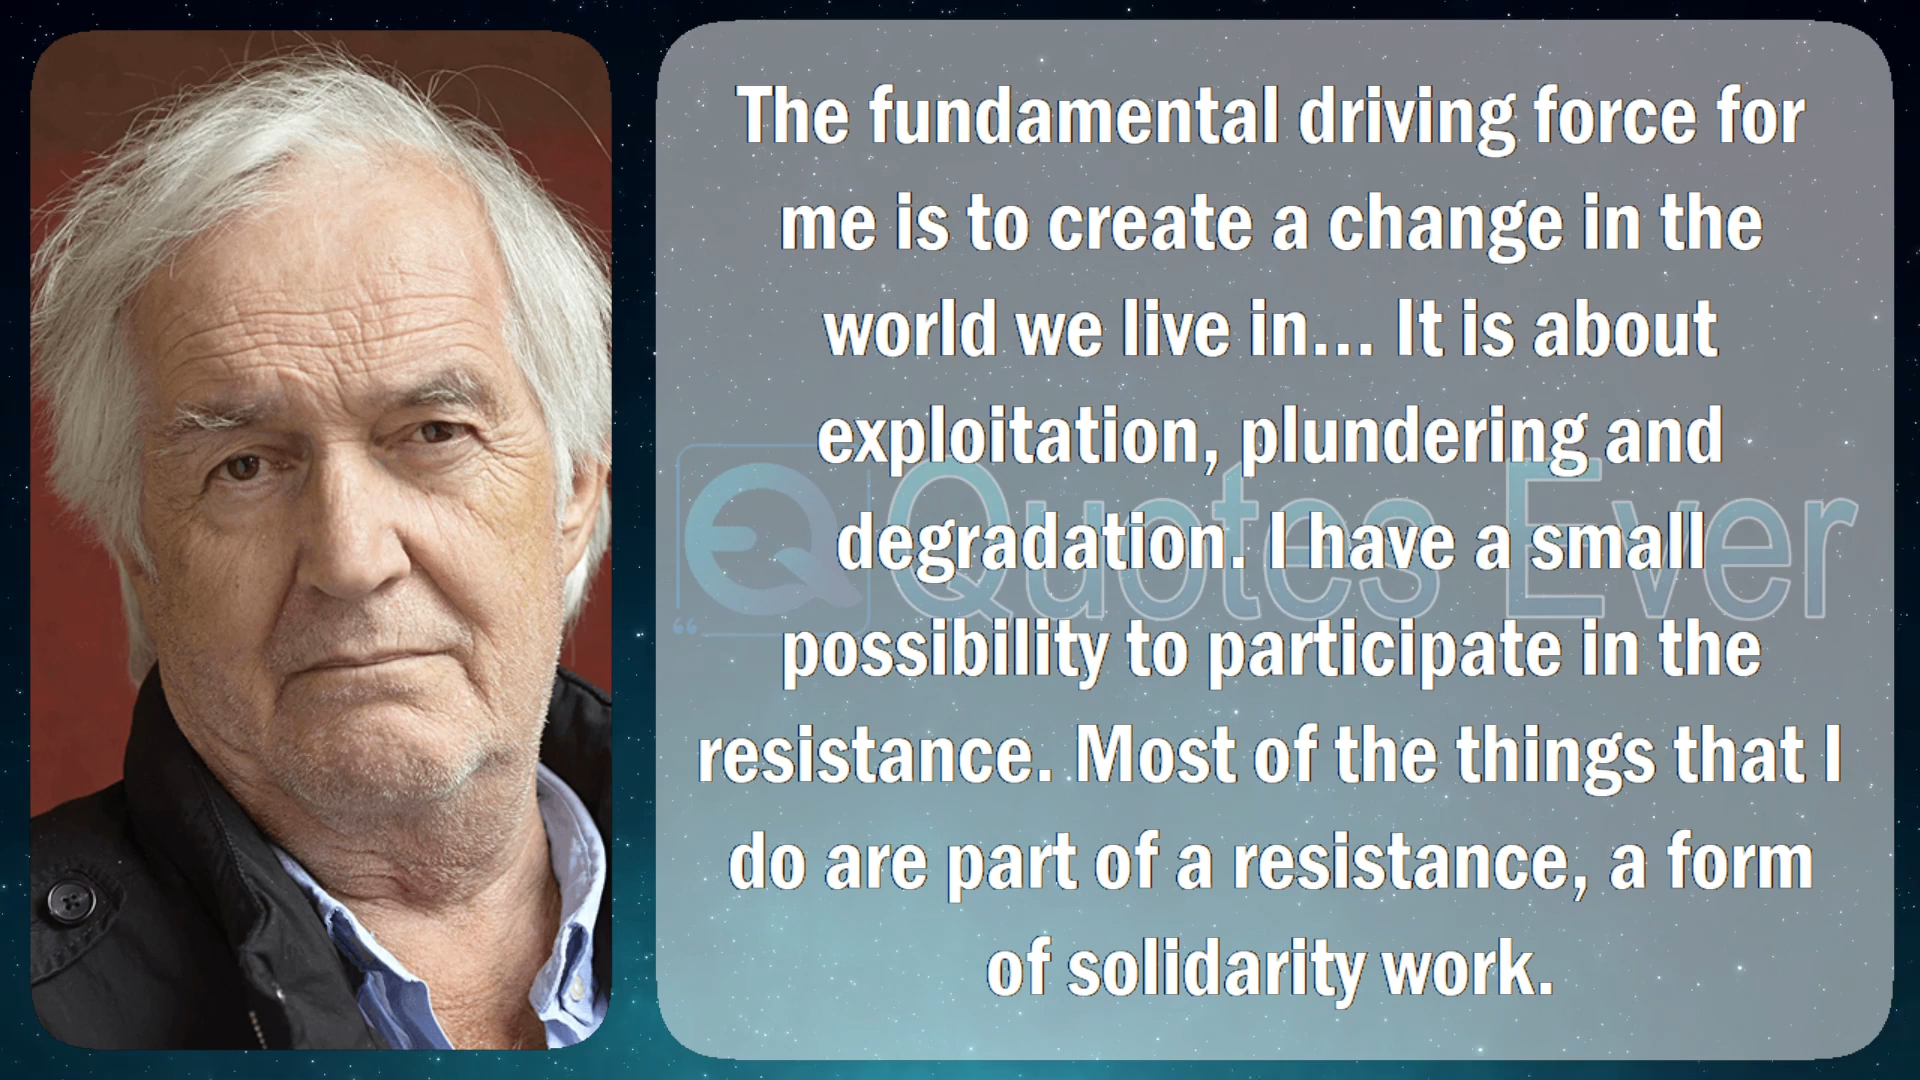 The fundamental driving force for
me is to create a change in the
world we live in... It is about
exploitation, plundering and
degradation. I have a small
possibility to participate in the
resistance. Most of the things that I
do are part of a resistance, a form
of solidarity work.
EQ Quotes Ever